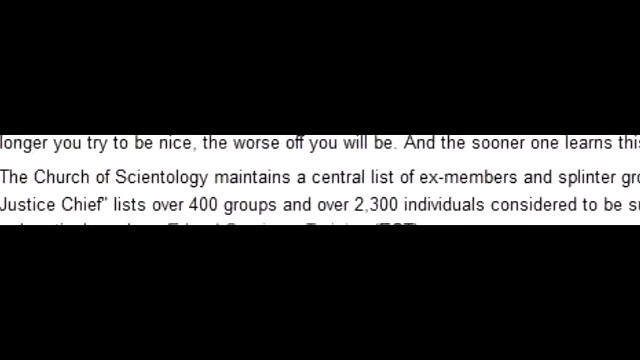 longer you try to be nice, the worse off you will be. And the sooner one learns this
The Church of Scientology maintains a central list of ex-members and splinter gro
Justice Chief" lists over 400 groups and over 2,300 individuals considered to be su